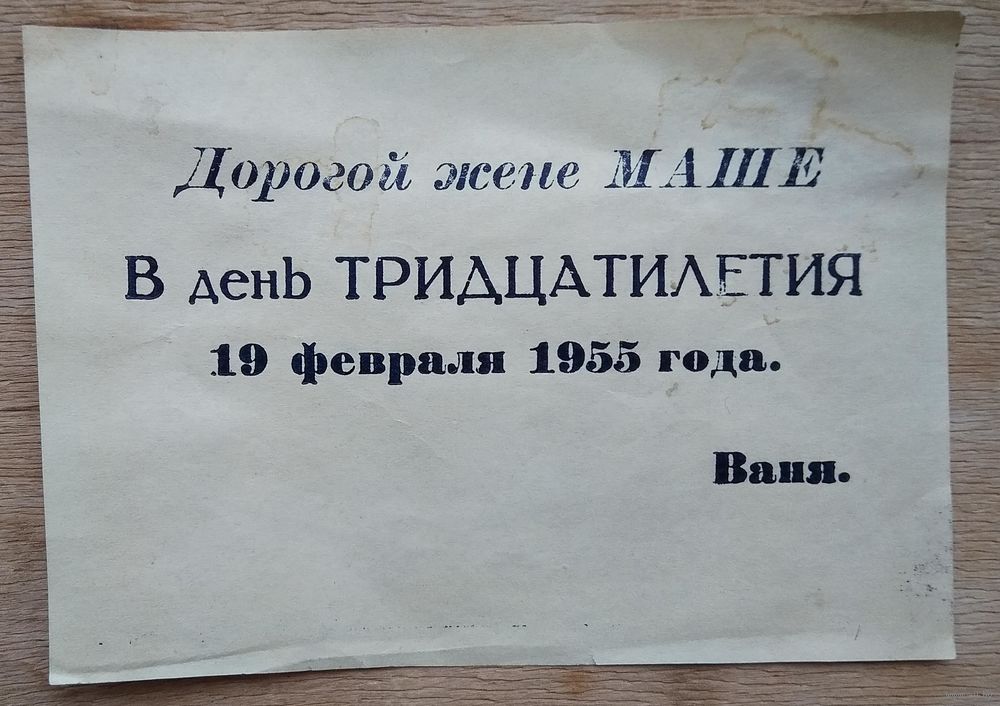 Дорогой жене МАШЕ
В день ТРИДЦАТИЛЕТИЯ
19 февраля 1955 года.
Ваня.